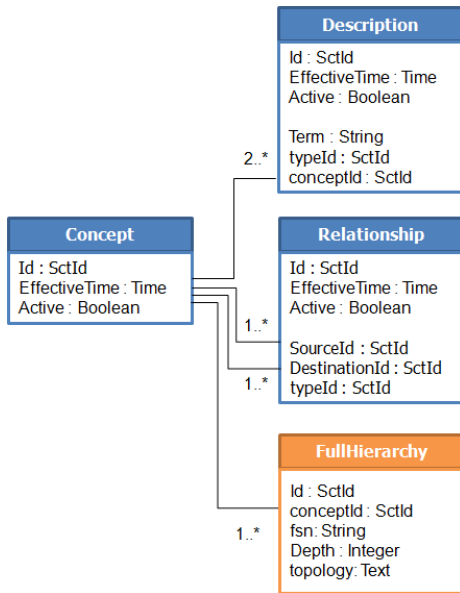 Description
Id : SctId
EffectiveTime : Time
Active : Boolean
Term : String
typeId : SctId
conceptId : SctId
2..*
Concept
Id : SctId
EffectiveTime : Time
Active : Boolean
Relationship
Id : SctId
EffectiveTime : Time
Active : Boolean
SourceId : SctId
DestinationId : SctId
typeId : SctId
1..*
1..*
FullHierarchy
Id : SctId
conceptId : SctId
fsn: String
Depth : Integer
topology: Text
1..*